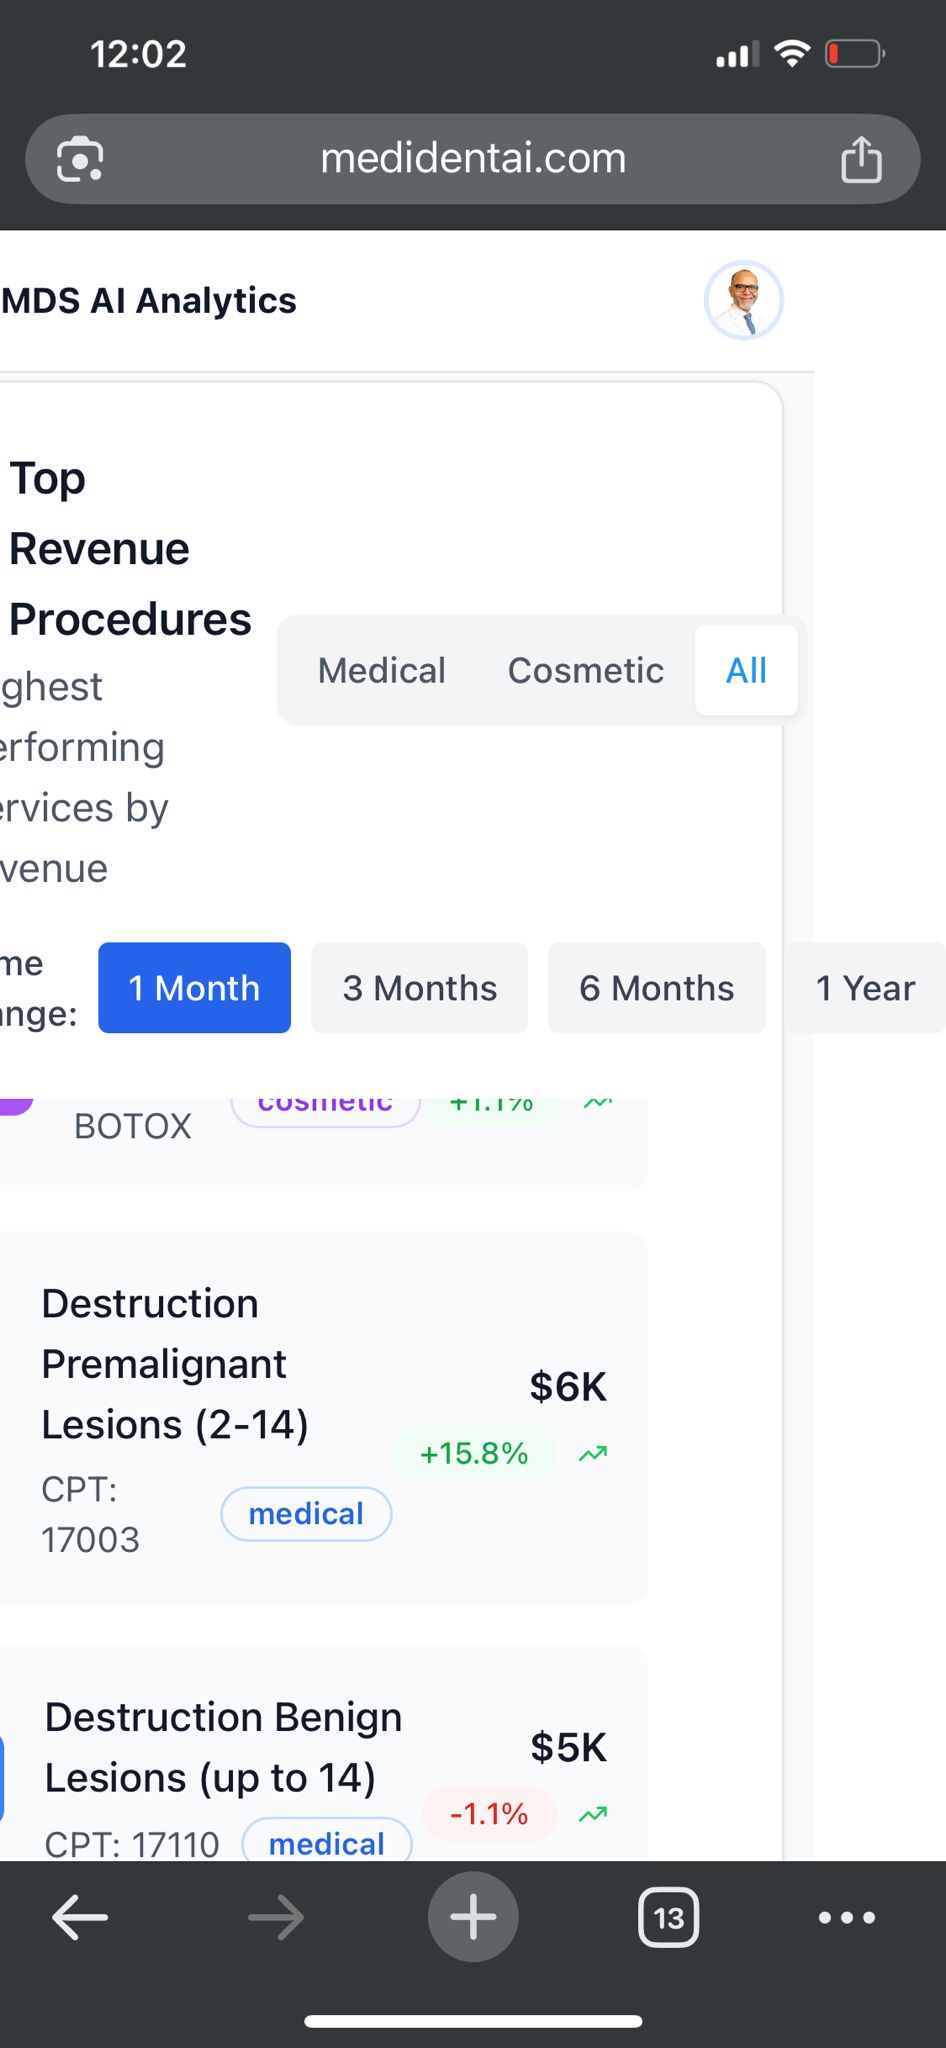 12:02
medidentai.com
MDS AI Analytics
Top
Revenue
Procedures
ghest
erforming
ervices by
venue
Medical Cosmetic All
me
ange:
1 Month 3 Months 6 Months 1 Year
cosmetic +1.1%
BOTOX
Destruction
Premalignant
Lesions (2-14)
$6K
+15.8%
CPT:
17003
medical
Destruction Benign
Lesions (up to 14)
$5K
-1.1%
CPT: 17110 medical
13